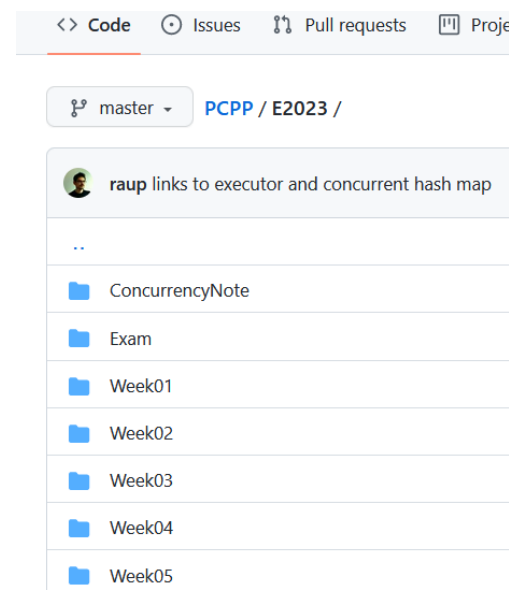 <> Code Issues Pull requests Proje
master PCPP / E2023 /
raup links to executor and concurrent hash map
..
ConcurrencyNote
Exam
Week01
Week02
Week03
Week04
Week05